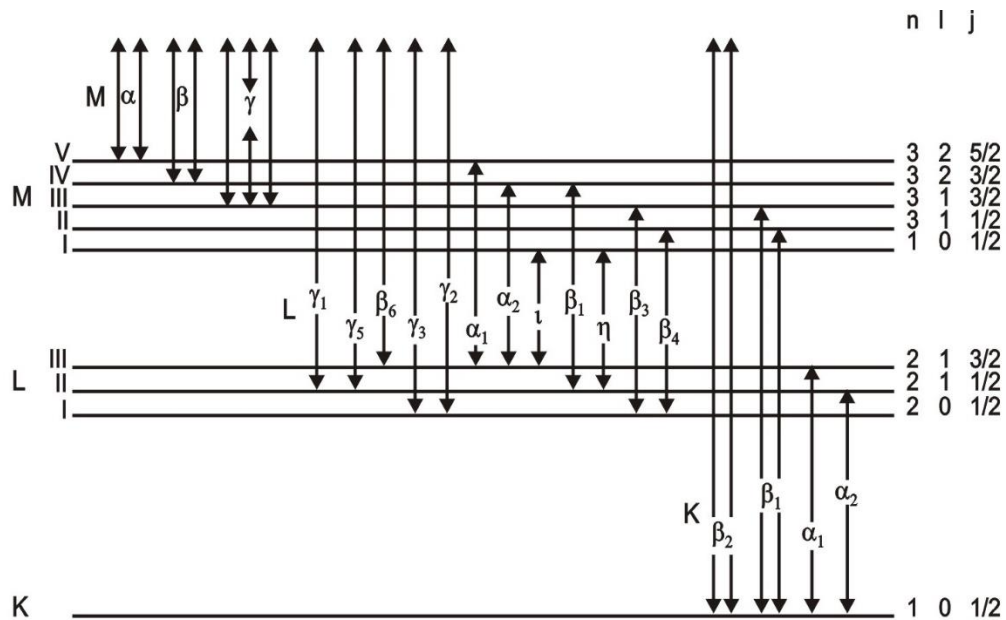 n l j
M α β γ
V 3 2 5/2
IV 3 2 3/2
M III 3 1 3/2
II 3 1 1/2
I 1 0 1/2
L γ₁ γ₅ β₆ γ₃ γ₂ α₁ α₂ ι β₁ η β₃ β₄
III 2 1 3/2
L II 2 1 1/2
I 2 0 1/2
K β₂ β₁ α₁ α₂
K 1 0 1/2